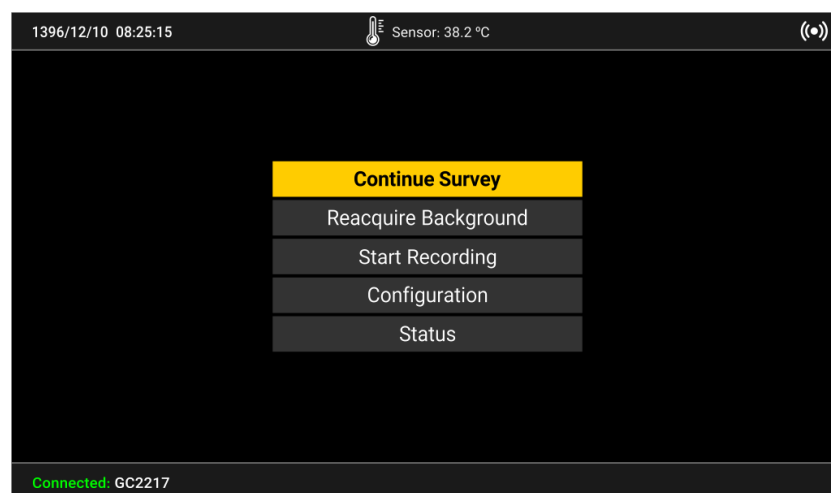 1396/12/10 08:25:15 Sensor: 38.2 °C
Continue Survey
Reacquire Background
Start Recording
Configuration
Status
Connected: GC2217